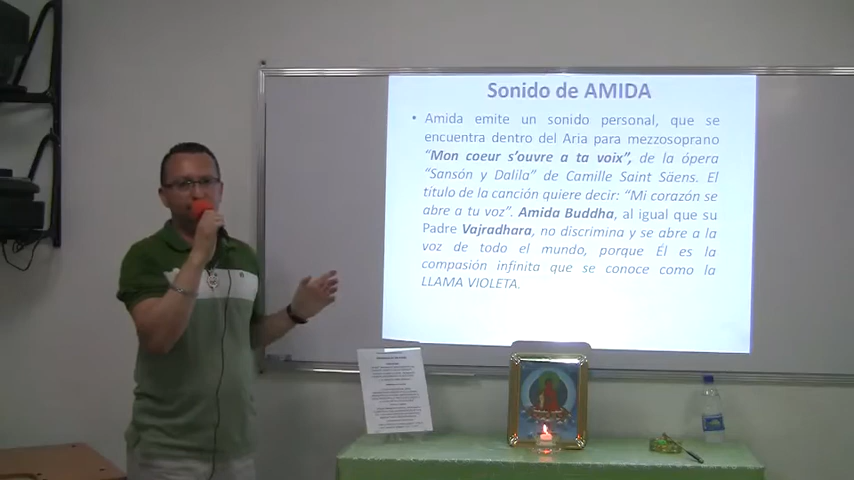 Sonido de AMIDA
• Amida emite un sonido personal, que se
encuentra dentro del Aria para mezzosoprano
“Mon coeur s’ouvre a ta voix”, de la ópera
“Sansón y Dalila” de Camille Saint Säens. El
título de la canción quiere decir: “Mi corazón se
abre a tu voz”. Amida Buddha, al igual que su
Padre Vajradhara, no discrimina y se abre a la
voz de todo el mundo, porque Él es la
compasión infinita que se conoce como la
LLAMA VIOLETA.